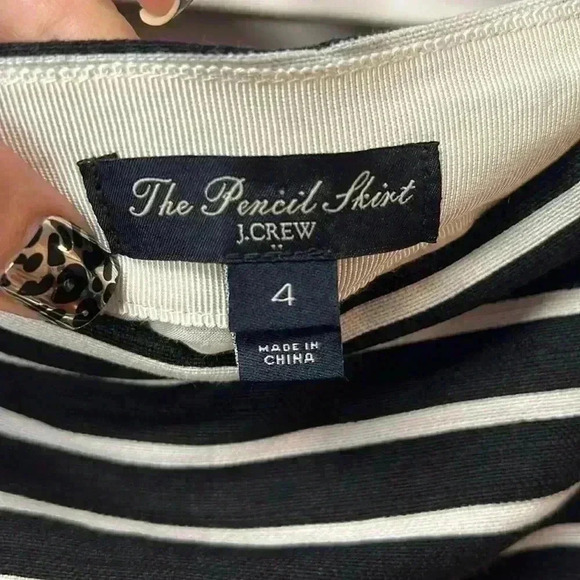 The Pencil Skirt
J.CREW
4
MADE IN
CHINA